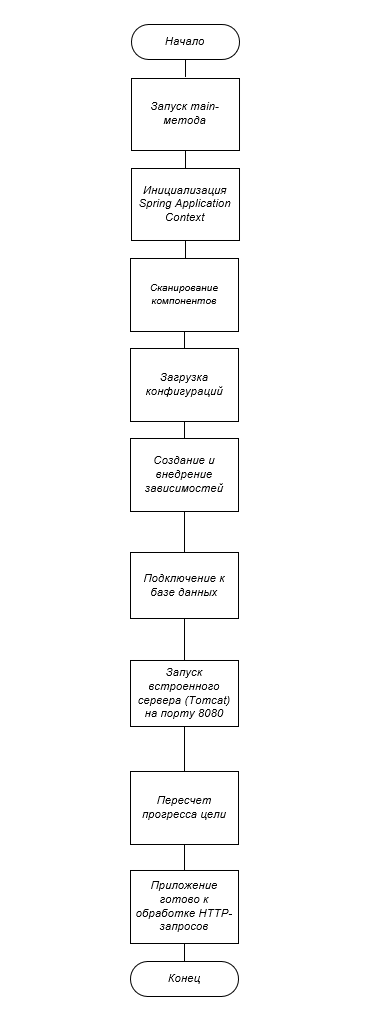 Начало
Запуск main-
метода
Инициализация
Spring Application
Context
Сканирование
компонентов
Загрузка
конфигураций
Создание и
внедрение
зависимостей
Подключение к
базе данных
Запуск
встроенного
сервера (Tomcat)
на порту 8080
Пересчет
прогресса цели
Приложение
готово к
обработке HTTP-
запросов
Конец